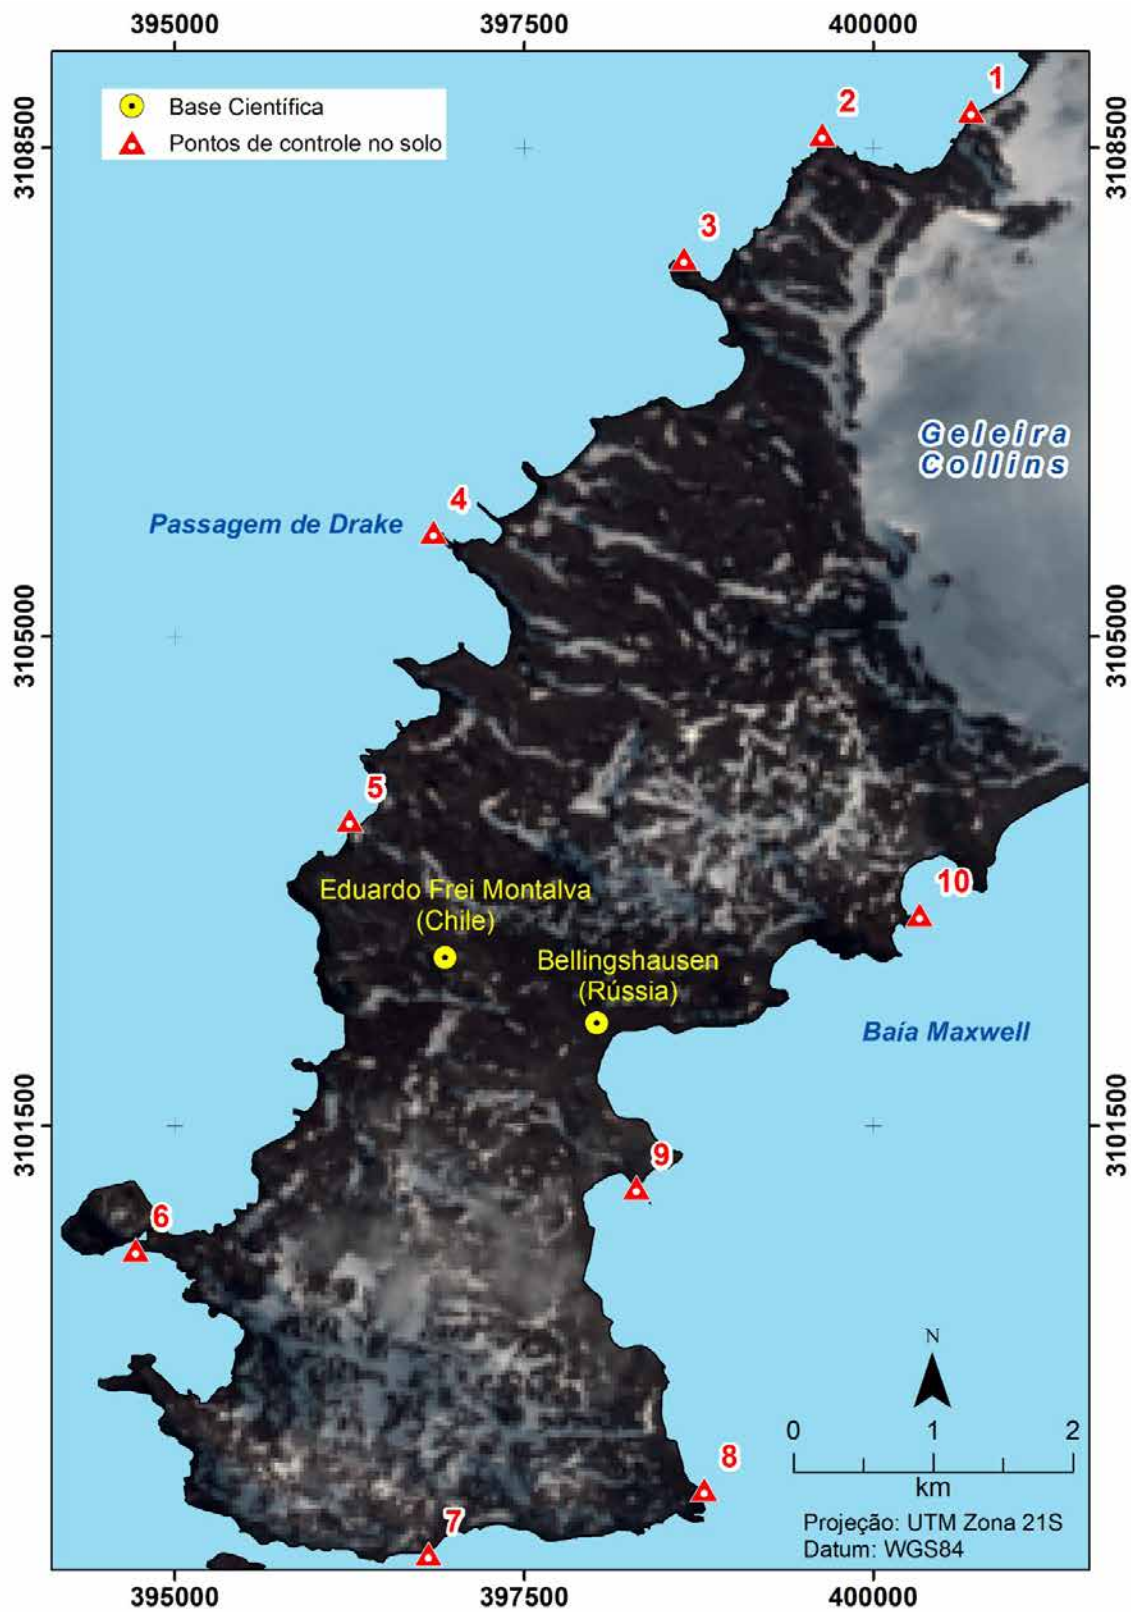 395000
397500
400000
Base Científica
Pontos de controle no solo
1
2
3108500
3108500
3
Geleira
Collins
4
Passagem de Drake
3105000
3105000
5
Eduardo Frei Montalva
(Chile)
10
Bellingshausen
(Rússia)
Baía Maxwell
3101500
3101500
9
6
N
0
1
2
km
8
7
Projeção: UTM Zona 21S
Datum: WGS84
395000
397500
400000